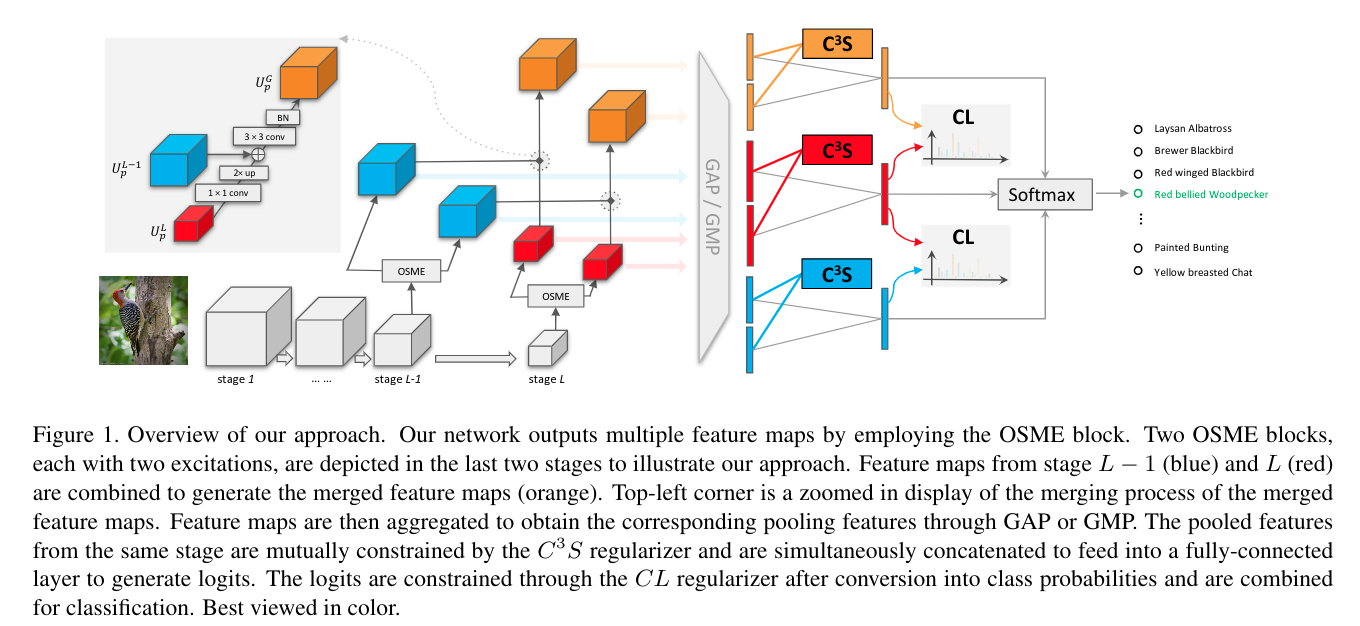 U_p^G
BN
3 × 3 conv
U_p^{L-1}
2× up
1 × 1 conv
U_p^L
OSME
OSME
stage 1
... ...
stage L-1
stage L
GAP / GMP
C³S
C³S
C³S
CL
CL
Softmax
Laysan Albatross
Brewer Blackbird
Red winged Blackbird
Red bellied Woodpecker
⋮
Painted Bunting
Yellow breasted Chat
Figure 1. Overview of our approach. Our network outputs multiple feature maps by employing the OSME block. Two OSME blocks,
each with two excitations, are depicted in the last two stages to illustrate our approach. Feature maps from stage L − 1 (blue) and L (red)
are combined to generate the merged feature maps (orange). Top-left corner is a zoomed in display of the merging process of the merged
feature maps. Feature maps are then aggregated to obtain the corresponding pooling features through GAP or GMP. The pooled features
from the same stage are mutually constrained by the C³S regularizer and are simultaneously concatenated to feed into a fully-connected
layer to generate logits. The logits are constrained through the CL regularizer after conversion into class probabilities and are combined
for classification. Best viewed in color.